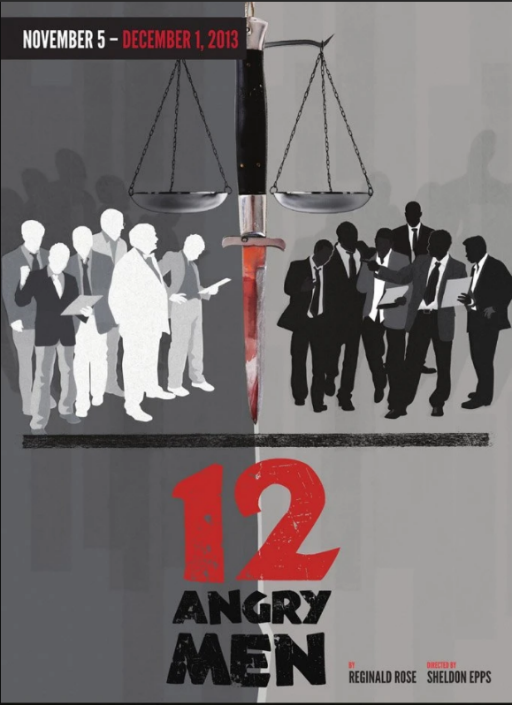 NOVEMBER 5 – DECEMBER 1, 2013
12
ANGRY
MEN
BY
REGINALD ROSE
DIRECTED BY
SHELDON EPPS